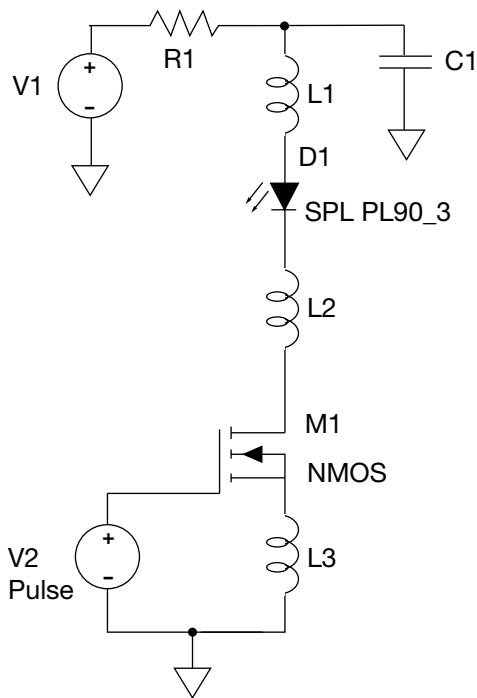 V1
+
-
R1
C1
L1
D1
SPL PL90_3
L2
M1
NMOS
V2
Pulse
+
-
L3